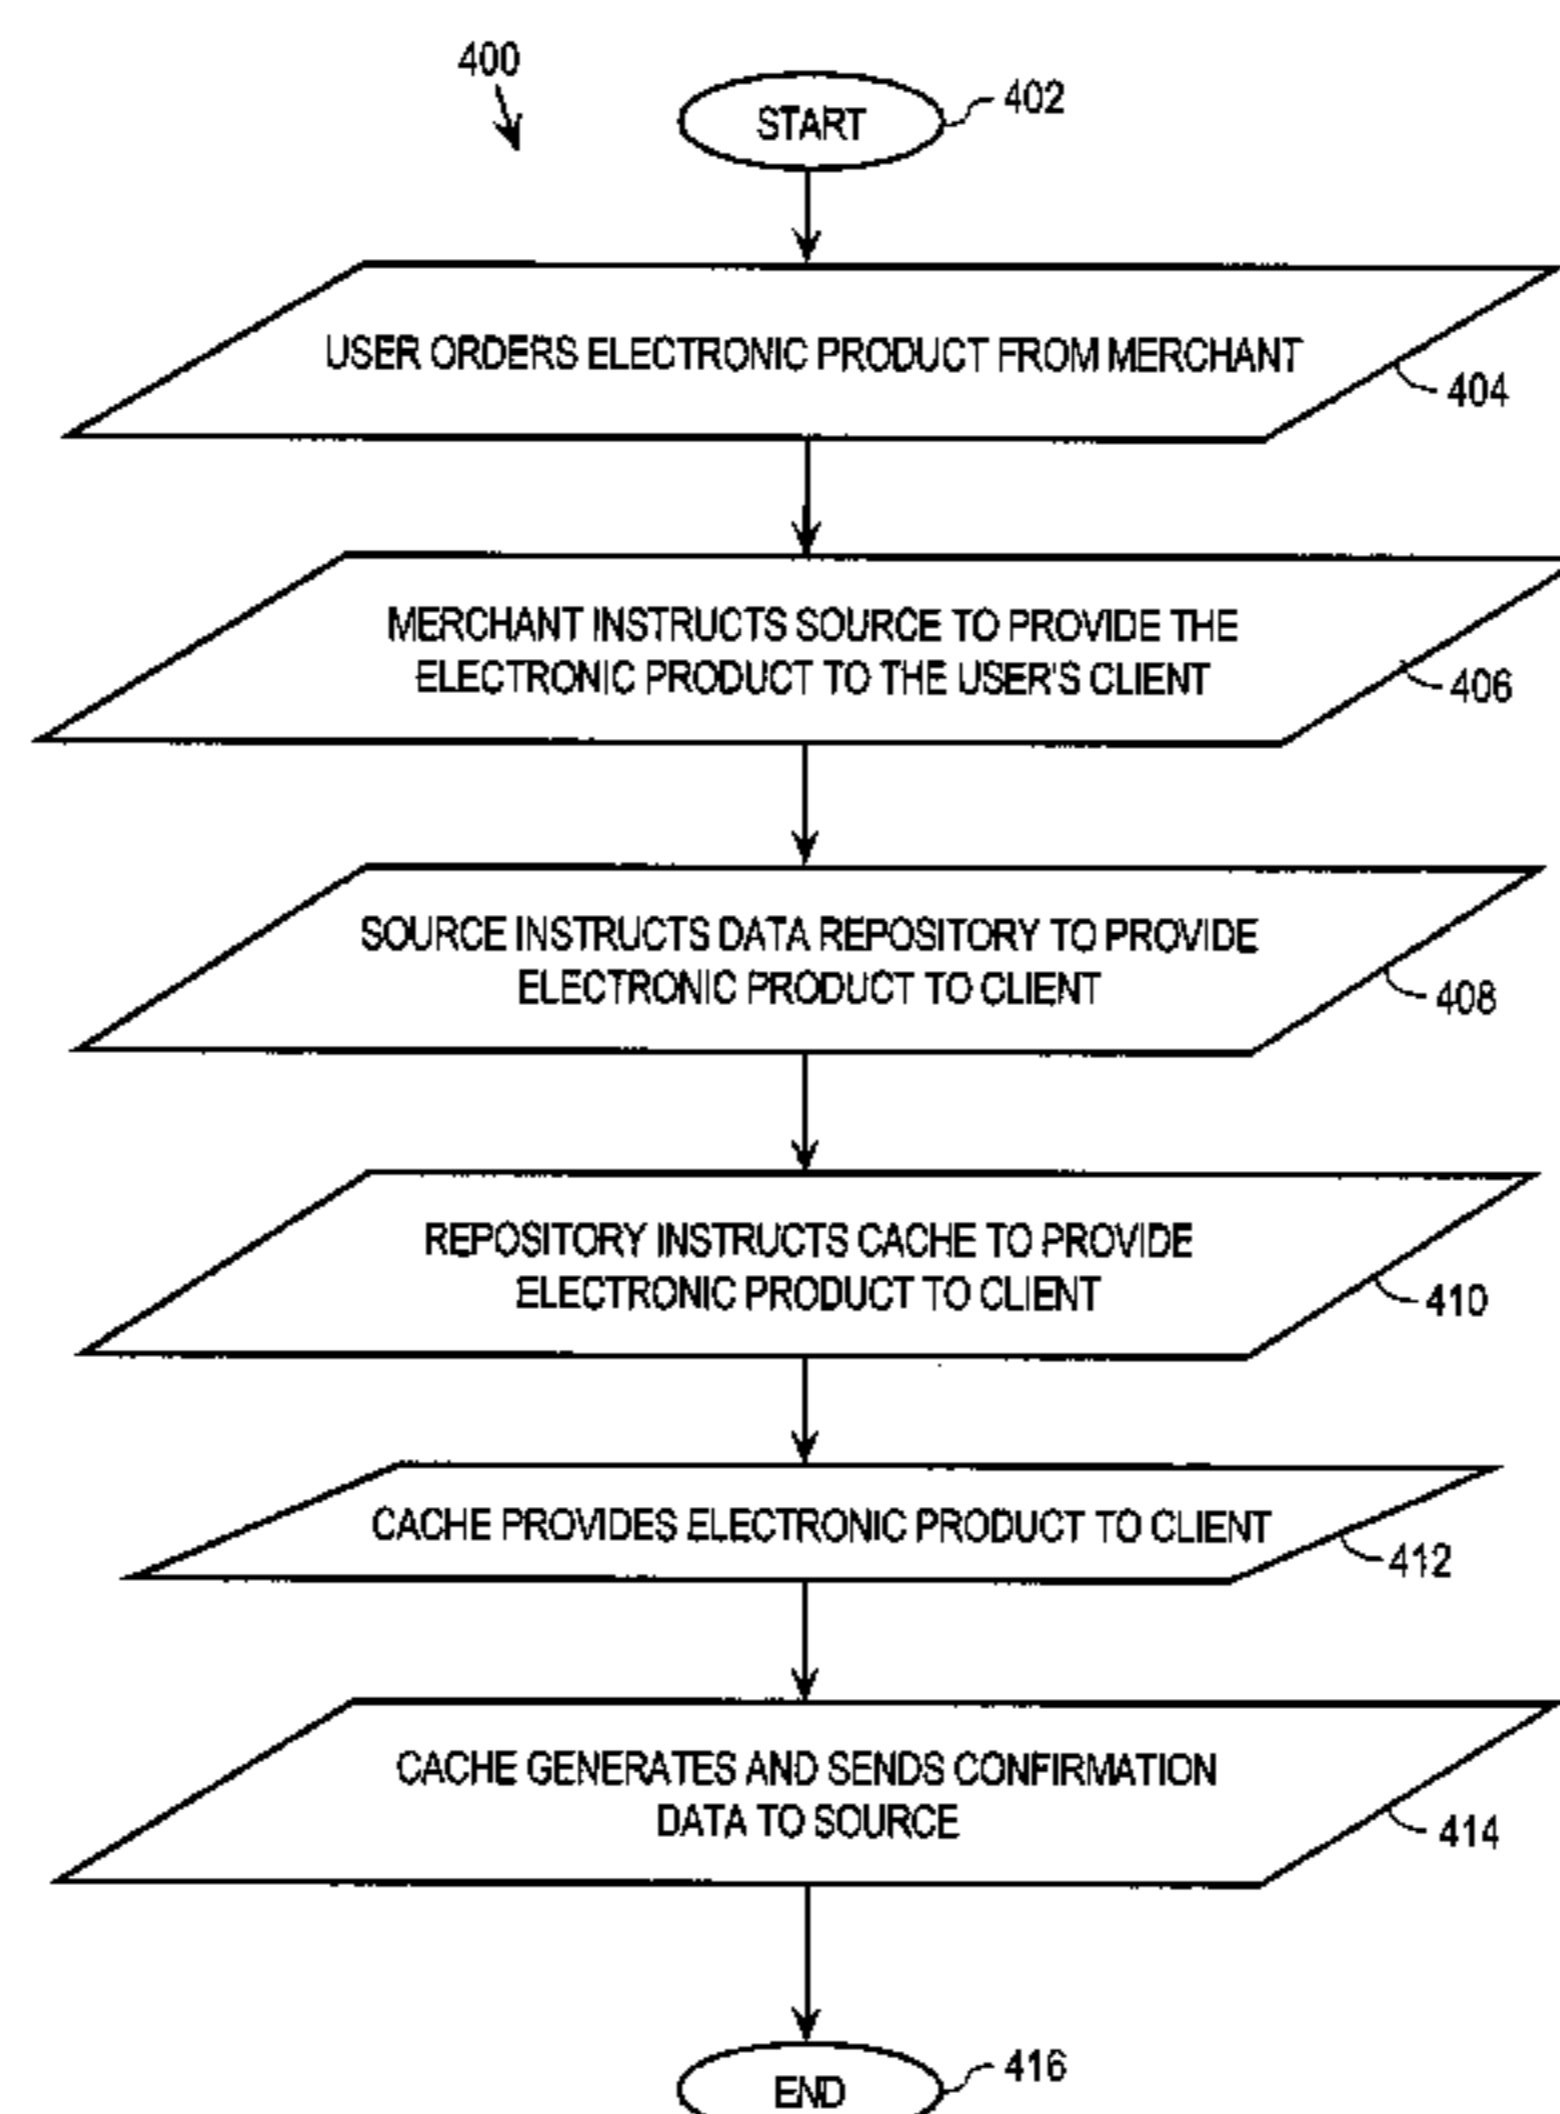 400
START
402
USER ORDERS ELECTRONIC PRODUCT FROM MERCHANT
404
MERCHANT INSTRUCTS SOURCE TO PROVIDE THE
ELECTRONIC PRODUCT TO THE USER'S CLIENT
406
SOURCE INSTRUCTS DATA REPOSITORY TO PROVIDE
ELECTRONIC PRODUCT TO CLIENT
408
REPOSITORY INSTRUCTS CACHE TO PROVIDE
ELECTRONIC PRODUCT TO CLIENT
410
CACHE PROVIDES ELECTRONIC PRODUCT TO CLIENT
412
CACHE GENERATES AND SENDS CONFIRMATION
DATA TO SOURCE
414
END
416